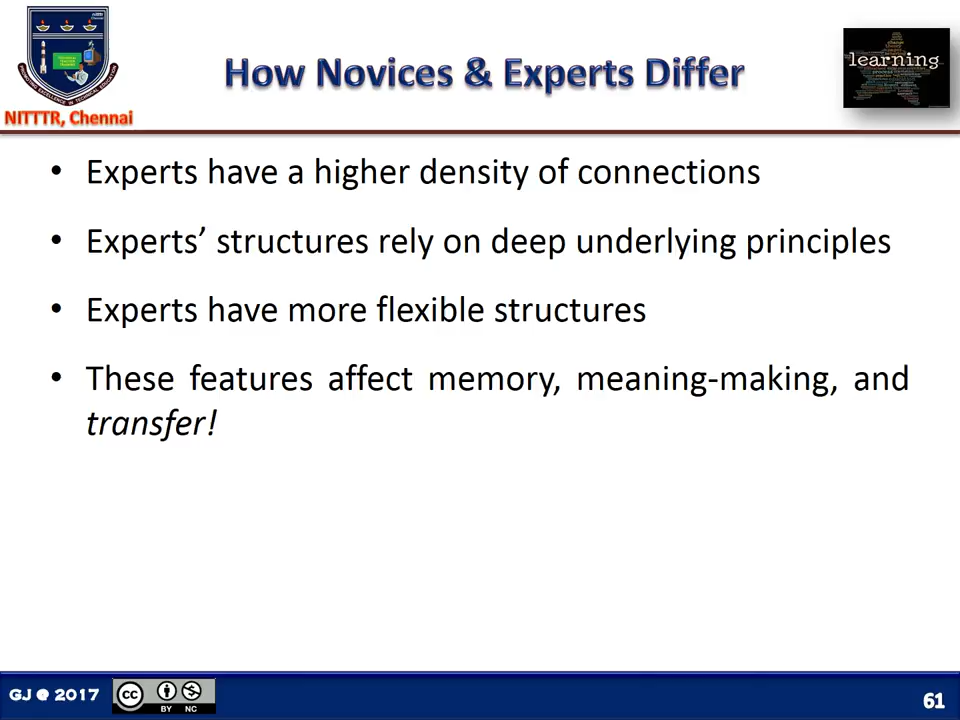 How Novices & Experts Differ
learning
NITTTR, Chennai
• Experts have a higher density of connections
• Experts’ structures rely on deep underlying principles
• Experts have more flexible structures
• These features affect memory, meaning-making, and
transfer!
GJ @ 2017
cc
BY NC
61